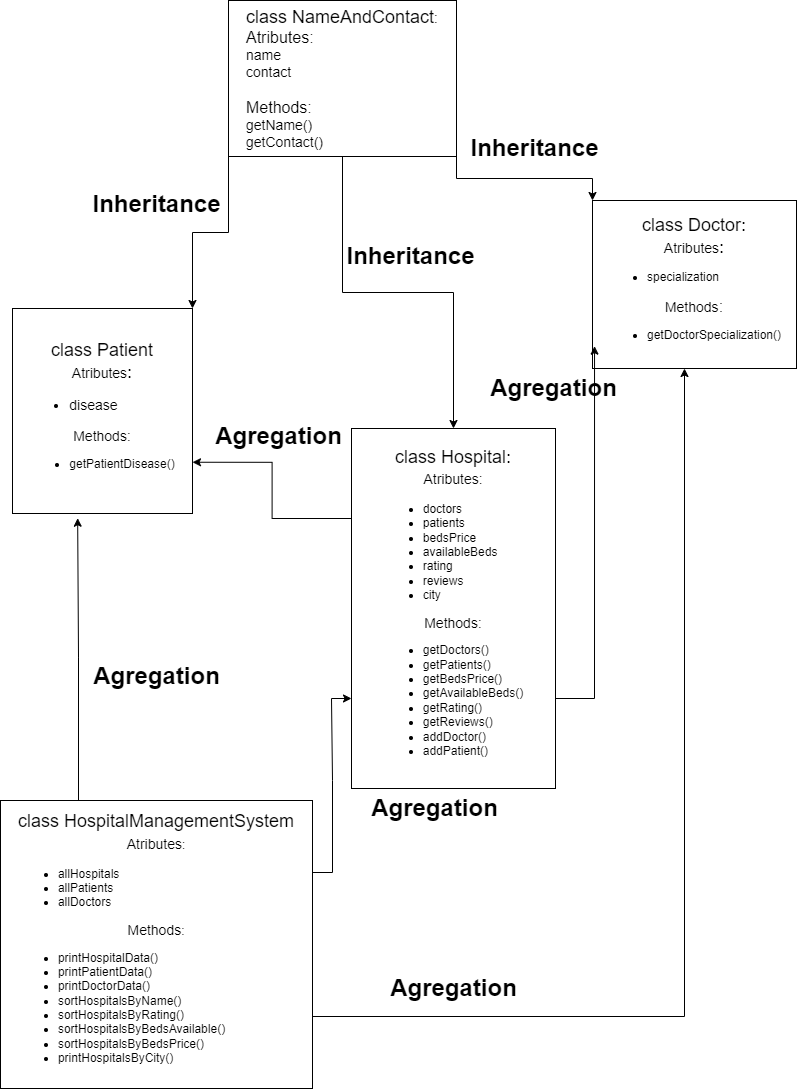 class NameAndContact:
Atributes:
name
contact
Methods:
getName()
getContact()
Inheritance
Inheritance
Inheritance
class Doctor:
Atributes:
specialization
Methods:
getDoctorSpecialization()
class Patient
Atributes:
disease
Methods:
getPatientDisease()
Agregation
Agregation
class Hospital:
Atributes:
doctors
patients
bedsPrice
availableBeds
rating
reviews
city
Methods:
getDoctors()
getPatients()
getBedsPrice()
getAvailableBeds()
getRating()
getReviews()
addDoctor()
addPatient()
Agregation
Agregation
class HospitalManagementSystem
Atributes:
allHospitals
allPatients
allDoctors
Methods:
printHospitalData()
printPatientData()
printDoctorData()
sortHospitalsByName()
sortHospitalsByRating()
sortHospitalsByBedsAvailable()
sortHospitalsByBedsPrice()
printHospitalsByCity()
Agregation